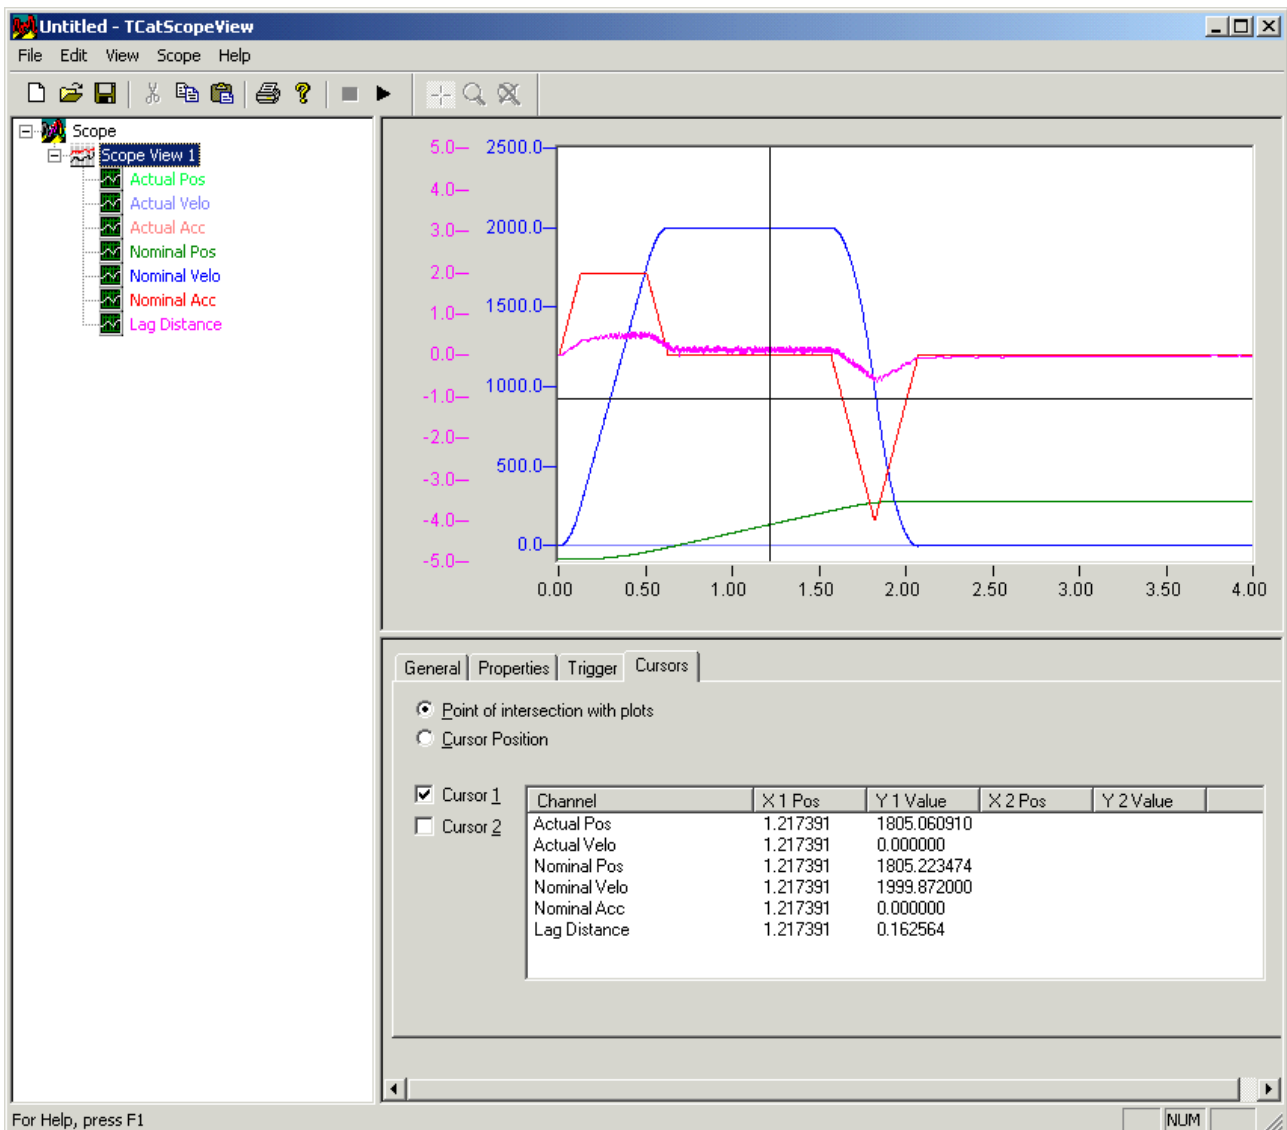 Untitled - TCatScopeView
File Edit View Scope Help
Scope
Scope View 1
Actual Pos
Actual Velo
Actual Acc
Nominal Pos
Nominal Velo
Nominal Acc
Lag Distance
5.0 2500.0
4.0
3.0 2000.0
2.0
1.0 1500.0
0.0
-1.0 1000.0
-2.0
-3.0 500.0
-4.0
-5.0 0.0
0.00 0.50 1.00 1.50 2.00 2.50 3.00 3.50 4.00
General Properties Trigger Cursors
Point of intersection with plots
Cursor Position
Cursor 1
Cursor 2
Channel X 1 Pos Y 1 Value X 2 Pos Y 2 Value
Actual Pos 1.217391 1805.060910
Actual Velo 1.217391 0.000000
Nominal Pos 1.217391 1805.223474
Nominal Velo 1.217391 1999.872000
Nominal Acc 1.217391 0.000000
Lag Distance 1.217391 0.162564
For Help, press F1 NUM